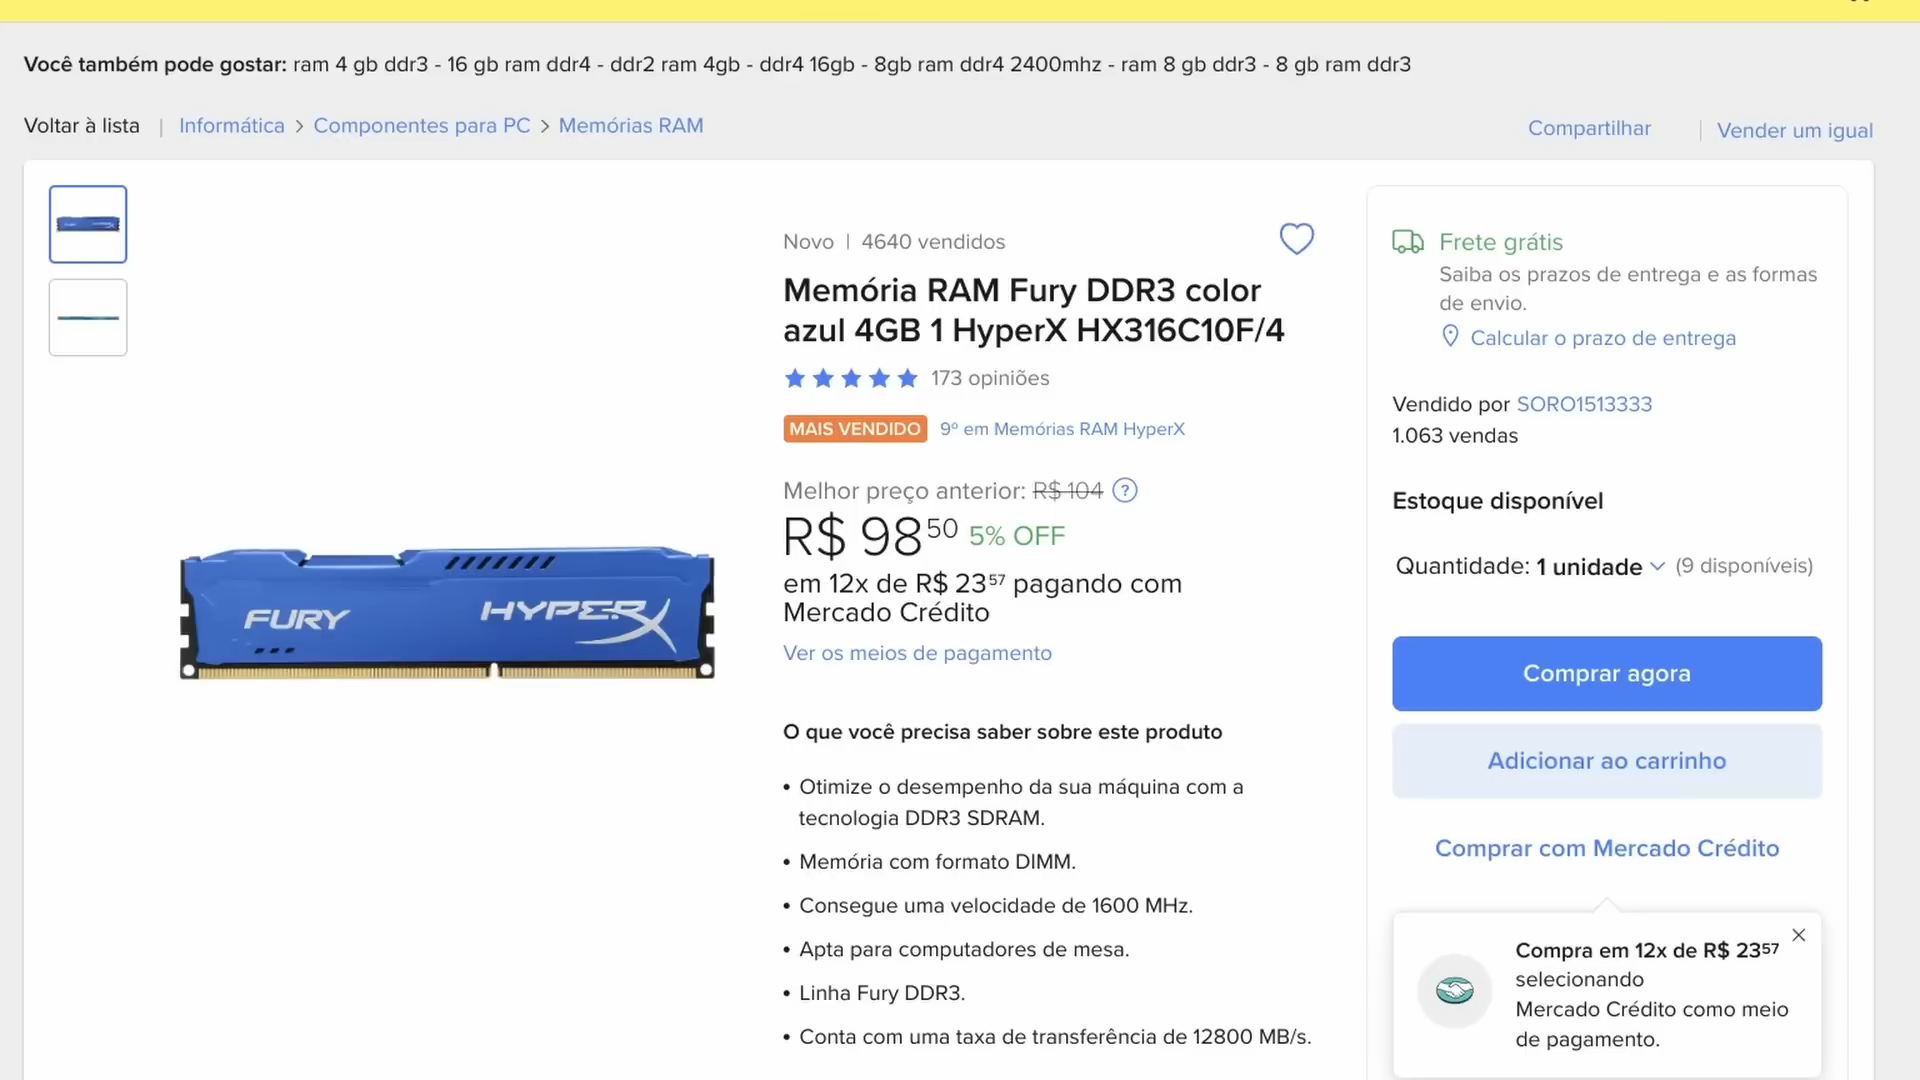 Você também pode gostar: ram 4 gb ddr3 - 16 gb ram ddr4 - ddr2 ram 4gb - ddr4 16gb - 8gb ram ddr4 2400mhz - ram 8 gb ddr3 - 8 gb ram ddr3
Voltar à lista | Informática > Componentes para PC > Memórias RAM
Compartilhar | Vender um igual
Novo | 4640 vendidos
Memória RAM Fury DDR3 color
azul 4GB 1 HyperX HX316C10F/4
173 opiniões
MAIS VENDIDO 9º em Memórias RAM HyperX
Melhor preço anterior: R$ 104 ?
R$ 98 50 5% OFF
em 12x de R$ 23 57 pagando com
Mercado Crédito
Ver os meios de pagamento
FURY HYPERX
O que você precisa saber sobre este produto
• Otimize o desempenho da sua máquina com a
tecnologia DDR3 SDRAM.
• Memória com formato DIMM.
• Consegue uma velocidade de 1600 MHz.
• Apta para computadores de mesa.
• Linha Fury DDR3.
• Conta com uma taxa de transferência de 12800 MB/s.
Frete grátis
Saiba os prazos de entrega e as formas
de envio.
Calcular o prazo de entrega
Vendido por SORO1513333
1.063 vendas
Estoque disponível
Quantidade: 1 unidade (9 disponíveis)
Comprar agora
Adicionar ao carrinho
Comprar com Mercado Crédito
Compra em 12x de R$ 23 57
selecionando
Mercado Crédito como meio
de pagamento.